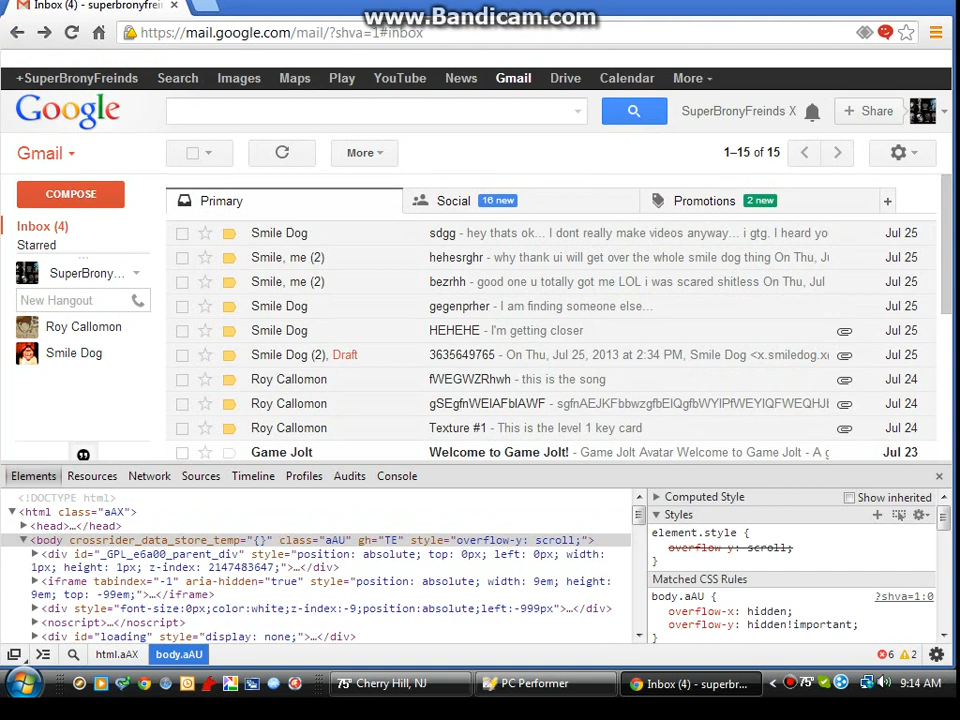 Inbox (4) - superbronyfrein
www.Bandicam.com
https://mail.google.com/mail/?shva=1#inbox
+SuperBronyFreinds Search Images Maps Play YouTube News Gmail Drive Calendar More
Google SuperBronyFreinds X + Share
Gmail More 1–15 of 15
COMPOSE
Primary Social 16 new Promotions 2 new +
Inbox (4)
Starred
SuperBrony...
New Hangout
Roy Callomon
Smile Dog
Smile Dog sdgg - hey thats ok... I dont really make videos anyway... i gtg. I heard yo Jul 25
Smile, me (2) hehesrghr - why thank ui will get over the whole smile dog thing On Thu, Jul Jul 25
Smile, me (2) bezrhh - good one u totally got me LOL i was scared shitless On Thu, Jul Jul 25
Smile Dog gegenprher - I am finding someone else... Jul 25
Smile Dog HEHEHE - I'm getting closer Jul 25
Smile Dog (2), Draft 3635649765 - On Thu, Jul 25, 2013 at 2:34 PM, Smile Dog <x.smiledog.x Jul 25
Roy Callomon fWEGWZRhwh - this is the song Jul 24
Roy Callomon Jul 24
Roy Callomon Texture #1 - This is the level 1 key card Jul 24
Game Jolt Welcome to Game Jolt! - Game Jolt Avatar Welcome to Game Jolt - A g Jul 23
Elements Resources Network Sources Timeline Profiles Audits Console
<!DOCTYPE html>
<html class="aAX">
<head>…</head>
<body crossrider_data_store_temp="{}" class="aAU" gh="TE" style="overflow-y: scroll;">
<div id="_GPL_e6a00_parent_div" style="position: absolute; top: 0px; left: 0px; width:
1px; height: 1px; z-index: 2147483647;">…</div>
<iframe tabindex="-1" aria-hidden="true" style="position: absolute; width: 9em; height:
9em; top: -99em;">…</iframe>
<div style="font-size:0px;color:white;z-index:-9;position:absolute;left:-999px">…</div>
<noscript>…</noscript>
<div id="loading" style="display: none;">…</div>
Computed Style Show inherited
Styles
element.style {
overflow-y: scroll;
}
Matched CSS Rules
body.aAU { ?shva=1:0
overflow-x: hidden;
overflow-y: hidden!important;
}
html.aAX body.aAU 6 2
75° Cherry Hill, NJ PC Performer Inbox (4) - superbr... 75° 9:14 AM